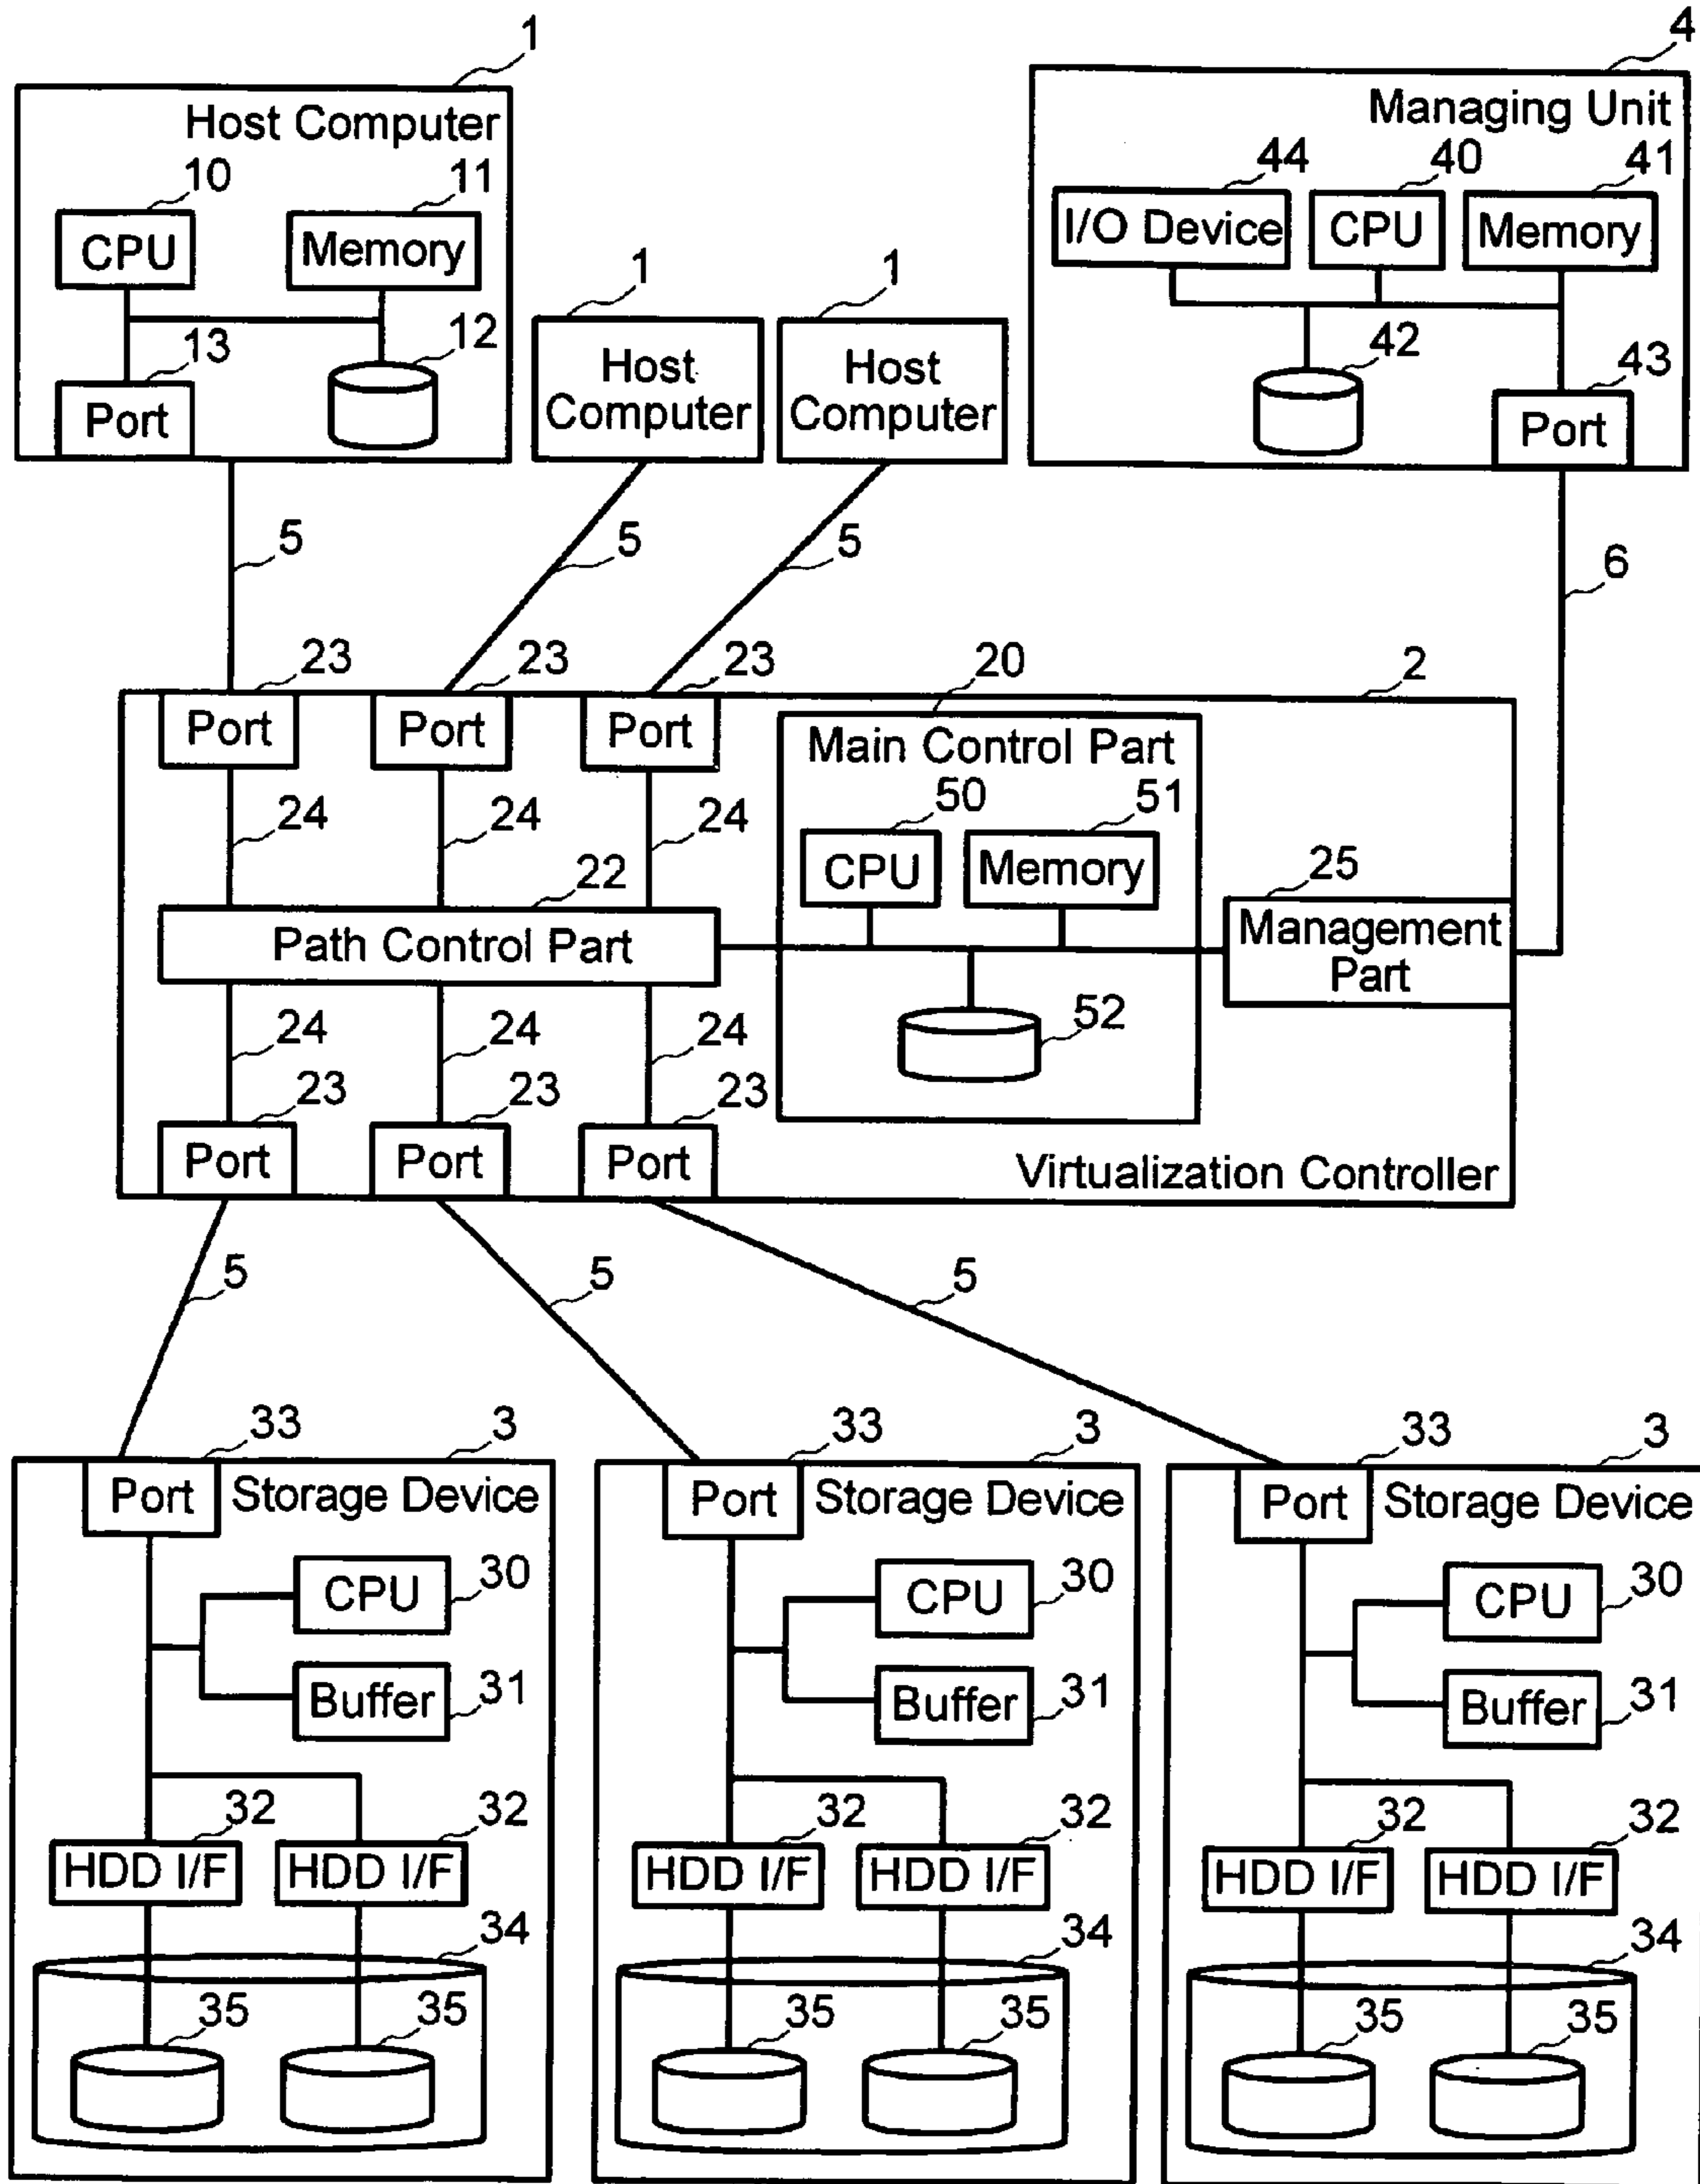 1
4
Host Computer
Managing Unit
10
11
44
40
41
CPU
Memory
I/O Device
CPU
Memory
1
1
13
12
42
43
Host
Computer
Host
Computer
Port
Port
5
5
5
6
23
23
23
20
2
Port
Port
Port
Main Control Part
24
24
24
50
51
CPU
Memory
22
25
Path Control Part
Management
Part
24
24
24
52
23
23
23
Port
Port
Port
Virtualization Controller
5
5
5
33
3
33
3
33
3
Port
Storage Device
Port
Storage Device
Port
Storage Device
CPU
30
CPU
30
CPU
30
Buffer
31
Buffer
31
Buffer
31
32
32
32
32
32
32
HDD I/F
HDD I/F
HDD I/F
HDD I/F
HDD I/F
HDD I/F
34
34
34
35
35
35
35
35
35